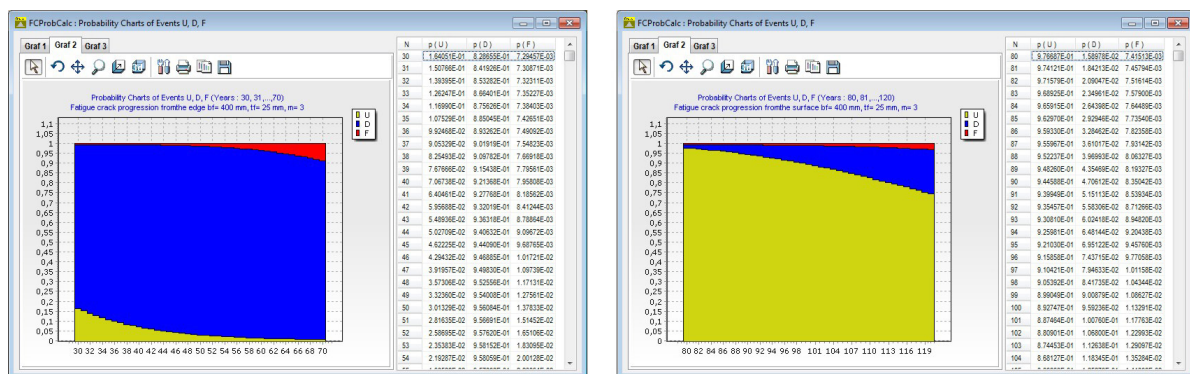 FCProbCalc : Probability Charts of Events U, D, F
Graf 1 Graf 2 Graf 3
Probability Charts of Events U, D, F (Years : 30, 31,...,70)
Fatigue crack progression fromthe edge bf= 400 mm, tf= 25 mm, m= 3
U
D
F
1,1
1,05
1
0,95
0,9
0,85
0,8
0,75
0,7
0,65
0,6
0,55
0,5
0,45
0,4
0,35
0,3
0,25
0,2
0,15
0,1
0,05
0
30 32 34 36 38 40 42 44 46 48 50 52 54 56 58 60 62 64 66 68 70
N p ( U ) p ( D ) p ( F )
30 1.64051E-01 8.28655E-01 7.29457E-03
31 1.50766E-01 8.41926E-01 7.30871E-03
32 1.39395E-01 8.53282E-01 7.32311E-03
33 1.26247E-01 8.66401E-01 7.35227E-03
34 1.16990E-01 8.75626E-01 7.38403E-03
35 1.07529E-01 8.85045E-01 7.42651E-03
36 9.92468E-02 8.93262E-01 7.49092E-03
37 9.05329E-02 9.01919E-01 7.54823E-03
38 8.25493E-02 9.09782E-01 7.66918E-03
39 7.67666E-02 9.15438E-01 7.79561E-03
40 7.06738E-02 9.21368E-01 7.95808E-03
41 6.40461E-02 9.27768E-01 8.18562E-03
42 5.95688E-02 9.32019E-01 8.41244E-03
43 5.48936E-02 9.36318E-01 8.78864E-03
44 5.02709E-02 9.40632E-01 9.09672E-03
45 4.62225E-02 9.44090E-01 9.68765E-03
46 4.29432E-02 9.46885E-01 1.01721E-02
47 3.91957E-02 9.49830E-01 1.09739E-02
48 3.57306E-02 9.52556E-01 1.17131E-02
49 3.32360E-02 9.54008E-01 1.27561E-02
50 3.01329E-02 9.56084E-01 1.37833E-02
51 2.81635E-02 9.56691E-01 1.51452E-02
52 2.58695E-02 9.57620E-01 1.65106E-02
53 2.35383E-02 9.58152E-01 1.83095E-02
54 2.19287E-02 9.58059E-01 2.00128E-02
FCProbCalc : Probability Charts of Events U, D, F
Graf 1 Graf 2 Graf 3
Probability Charts of Events U, D, F (Years : 80, 81,...,120)
Fatigue crack progression fromthe surface bf= 400 mm, tf= 25 mm, m= 3
U
D
F
1,1
1,05
1
0,95
0,9
0,85
0,8
0,75
0,7
0,65
0,6
0,55
0,5
0,45
0,4
0,35
0,3
0,25
0,2
0,15
0,1
0,05
0
80 82 84 86 88 90 92 94 96 98 101 104 107 110 113 116 119
N p ( U ) p ( D ) p ( F )
80 9.76687E-01 1.58978E-02 7.41513E-03
81 9.74121E-01 1.84213E-02 7.45794E-03
82 9.71579E-01 2.09047E-02 7.51614E-03
83 9.68925E-01 2.34961E-02 7.57900E-03
84 9.65915E-01 2.64398E-02 7.64489E-03
85 9.62970E-01 2.92946E-02 7.73540E-03
86 9.59330E-01 3.28462E-02 7.82358E-03
87 9.55967E-01 3.61017E-02 7.93142E-03
88 9.52237E-01 3.96993E-02 8.06327E-03
89 9.48260E-01 4.35469E-02 8.19327E-03
90 9.44588E-01 4.70612E-02 8.35042E-03
91 9.39949E-01 5.15113E-02 8.53934E-03
92 9.35457E-01 5.58306E-02 8.71266E-03
93 9.30810E-01 6.02418E-02 8.94820E-03
94 9.25981E-01 6.48144E-02 9.20438E-03
95 9.21030E-01 6.95122E-02 9.45760E-03
96 9.15858E-01 7.43715E-02 9.77058E-03
97 9.10421E-01 7.94633E-02 1.01158E-02
98 9.05392E-01 8.41735E-02 1.04344E-02
99 8.99049E-01 9.00879E-02 1.08627E-02
100 8.92747E-01 9.59236E-02 1.13291E-02
101 8.87464E-01 1.00760E-01 1.17763E-02
102 8.80901E-01 1.06800E-01 1.22993E-02
103 8.74453E-01 1.12638E-01 1.29097E-02
104 8.68127E-01 1.18345E-01 1.35284E-02